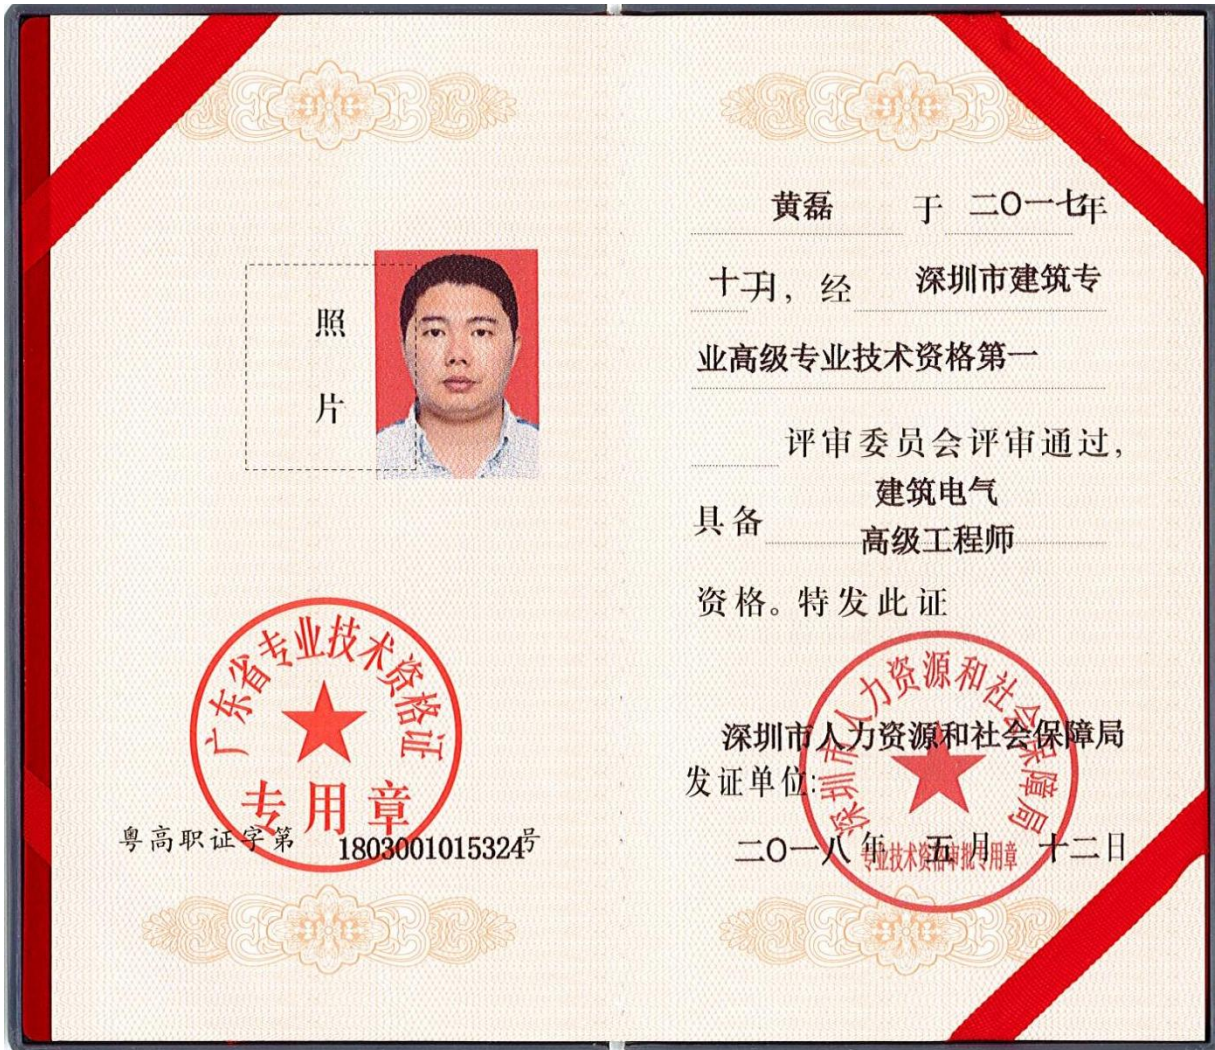 照
片
广东省专业技术资格证
专用章
粤高职证字第 1803001015324号
黄磊 于 二〇一七年
十二月，经 深圳市建筑专
业高级专业技术资格第一
评审委员会评审通过，
具备 建筑电气
高级工程师
资格。特发此证
深圳市人力资源和社会保障局
深圳市人力资源和社会保障局
发证单位:
二〇一八年 五月 十二日
专业技术资格审批专用章